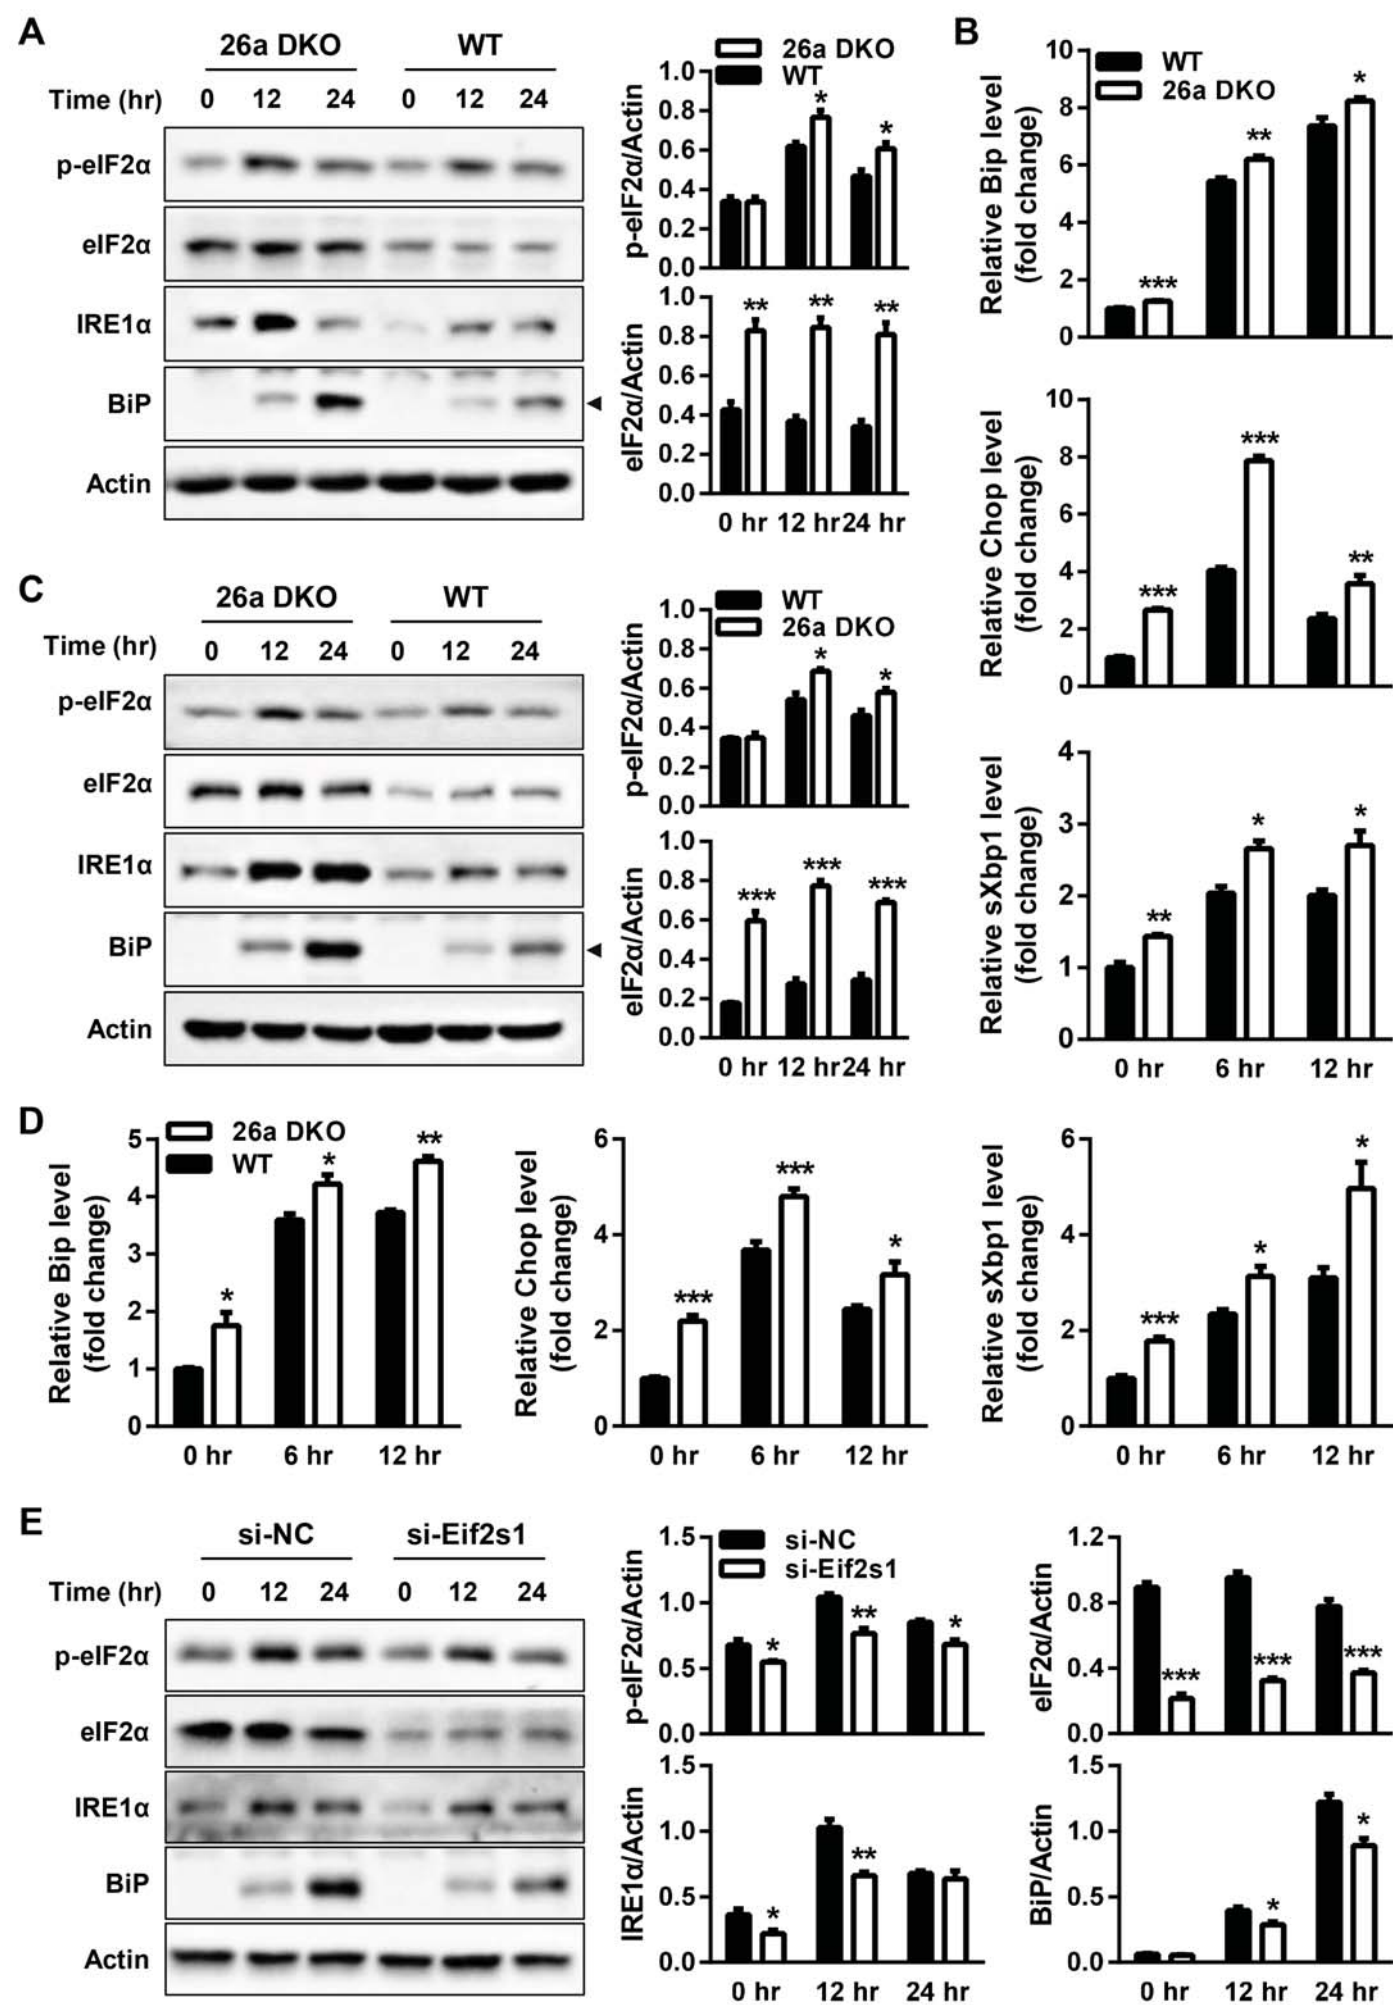 A
26a DKO WT
Time (hr) 0 12 24 0 12 24
p-eIF2α
eIF2α
IRE1α
BiP
Actin
26a DKO
WT
p-eIF2α/Actin
1.0
0.8
0.6
0.4
0.2
0.0
* *
eIF2α/Actin
1.0
0.8
0.6
0.4
0.2
0.0
** ** **
0 hr 12 hr 24 hr
B
WT
26a DKO
Relative Bip level
(fold change)
10
8
6
4
2
0
*** ** *
Relative Chop level
(fold change)
10
8
6
4
2
0
*** *** **
Relative sXbp1 level
(fold change)
4
3
2
1
0
** * *
0 hr 6 hr 12 hr
C
26a DKO WT
Time (hr) 0 12 24 0 12 24
p-eIF2α
eIF2α
IRE1α
BiP
Actin
WT
26a DKO
p-eIF2α/Actin
1.0
0.8
0.6
0.4
0.2
0.0
* *
eIF2α/Actin
1.0
0.8
0.6
0.4
0.2
0.0
*** *** ***
0 hr 12 hr 24 hr
D
26a DKO
WT
Relative Bip level
(fold change)
5
4
3
2
1
0
* * **
0 hr 6 hr 12 hr
Relative Chop level
(fold change)
6
4
2
0
*** *** *
0 hr 6 hr 12 hr
Relative sXbp1 level
(fold change)
6
4
2
0
*** * *
0 hr 6 hr 12 hr
E
si-NC si-Eif2s1
Time (hr) 0 12 24 0 12 24
p-eIF2α
eIF2α
IRE1α
BiP
Actin
si-NC
si-Eif2s1
p-eIF2α/Actin
1.5
1.0
0.5
0.0
* ** *
eIF2α/Actin
1.2
0.8
0.4
0.0
*** *** ***
IRE1α/Actin
1.5
1.0
0.5
0.0
* **
0 hr 12 hr 24 hr
BiP/Actin
1.5
1.0
0.5
0.0
* *
0 hr 12 hr 24 hr